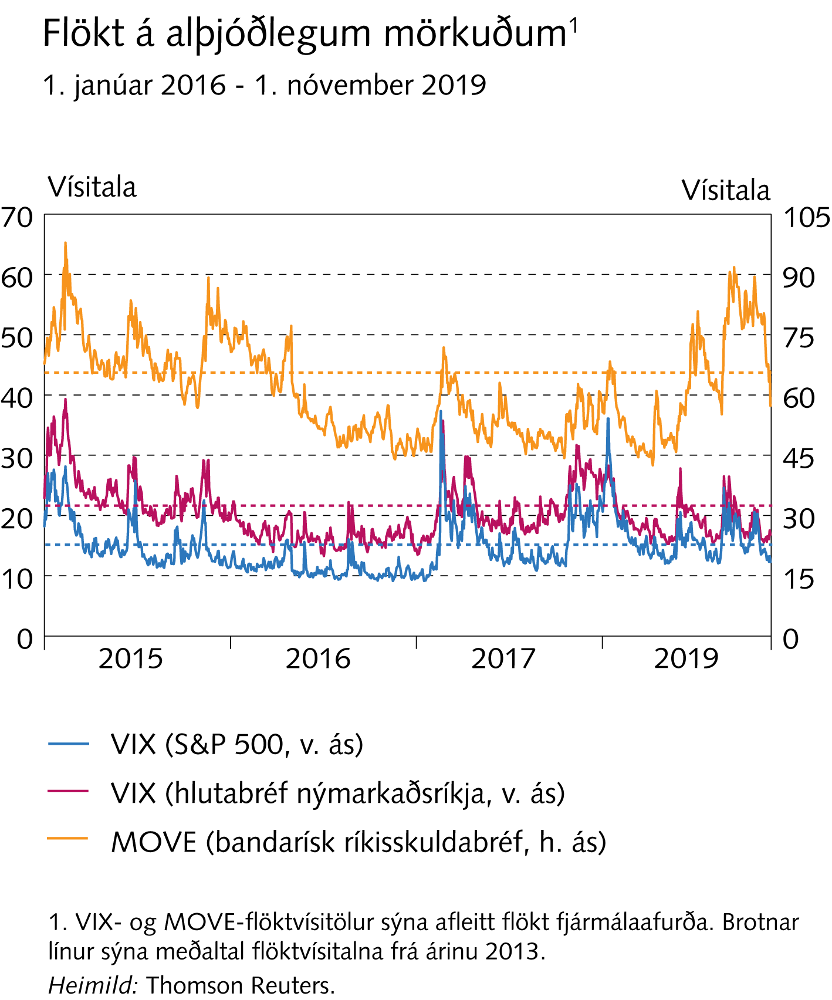 Flökt á alþjóðlegum mörkuðum1
1. janúar 2016 - 1. nóvember 2019
Vísitala Vísitala
70 105
60 90
50 75
40 60
30 45
20 30
10 15
0 0
2015 2016 2017 2019
VIX (S&P 500, v. ás)
VIX (hlutabréf nýmarkaðsríkja, v. ás)
MOVE (bandarísk ríkisskuldabréf, h. ás)
1. VIX- og MOVE-flöktvísitölur sýna afleitt flökt fjármálaafurða. Brotnar
línur sýna meðaltal flöktvísitalna frá árinu 2013.
Heimild: Thomson Reuters.